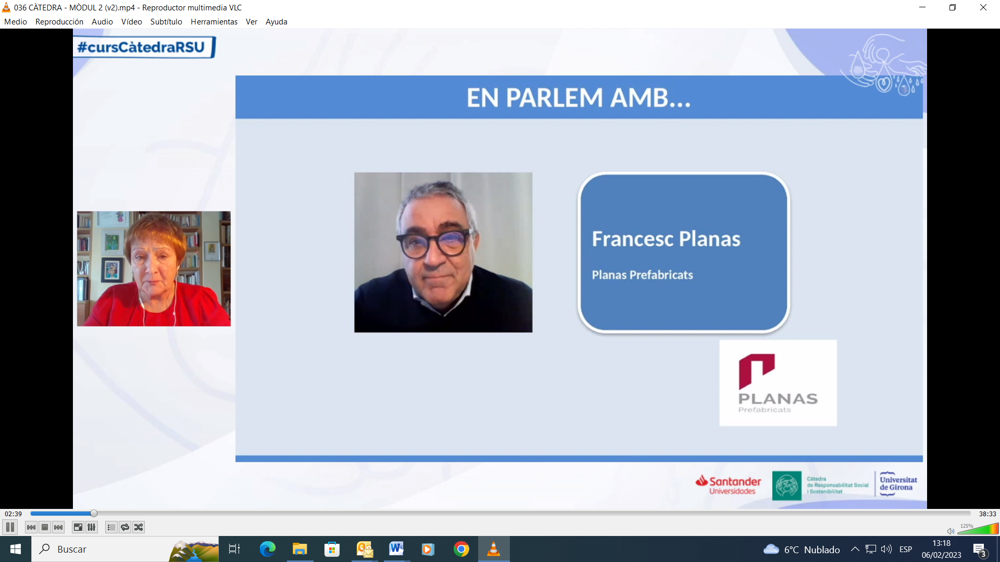 036 CÀTEDRA - MÒDUL 2 (v2).mp4 - Reproductor multimedia VLC
Medio Reproducción Audio Vídeo Subtítulo Herramientas Ver Ayuda
#cursCàtedraRSU
EN PARLEM AMB...
Francesc Planas
Planas Prefabricats
PLANAS
Prefabricats
Santander
Universidades
Càtedra
de Responsabilitat Social
i Sostenibilitat
Universitat
de Girona
02:39
38:33
125%
Buscar
6°C Nublado
ESP
13:18
06/02/2023
3